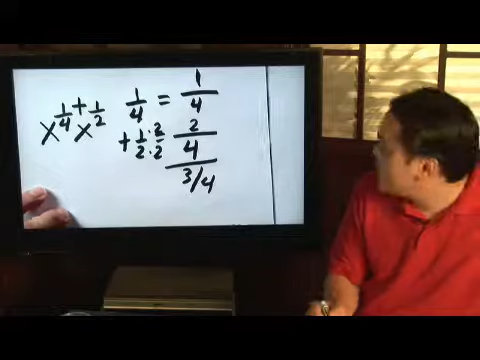 x^1/4 + x^1/2
1/4 = 1/4
+ 1/2 · 2/2 2/4
3/4